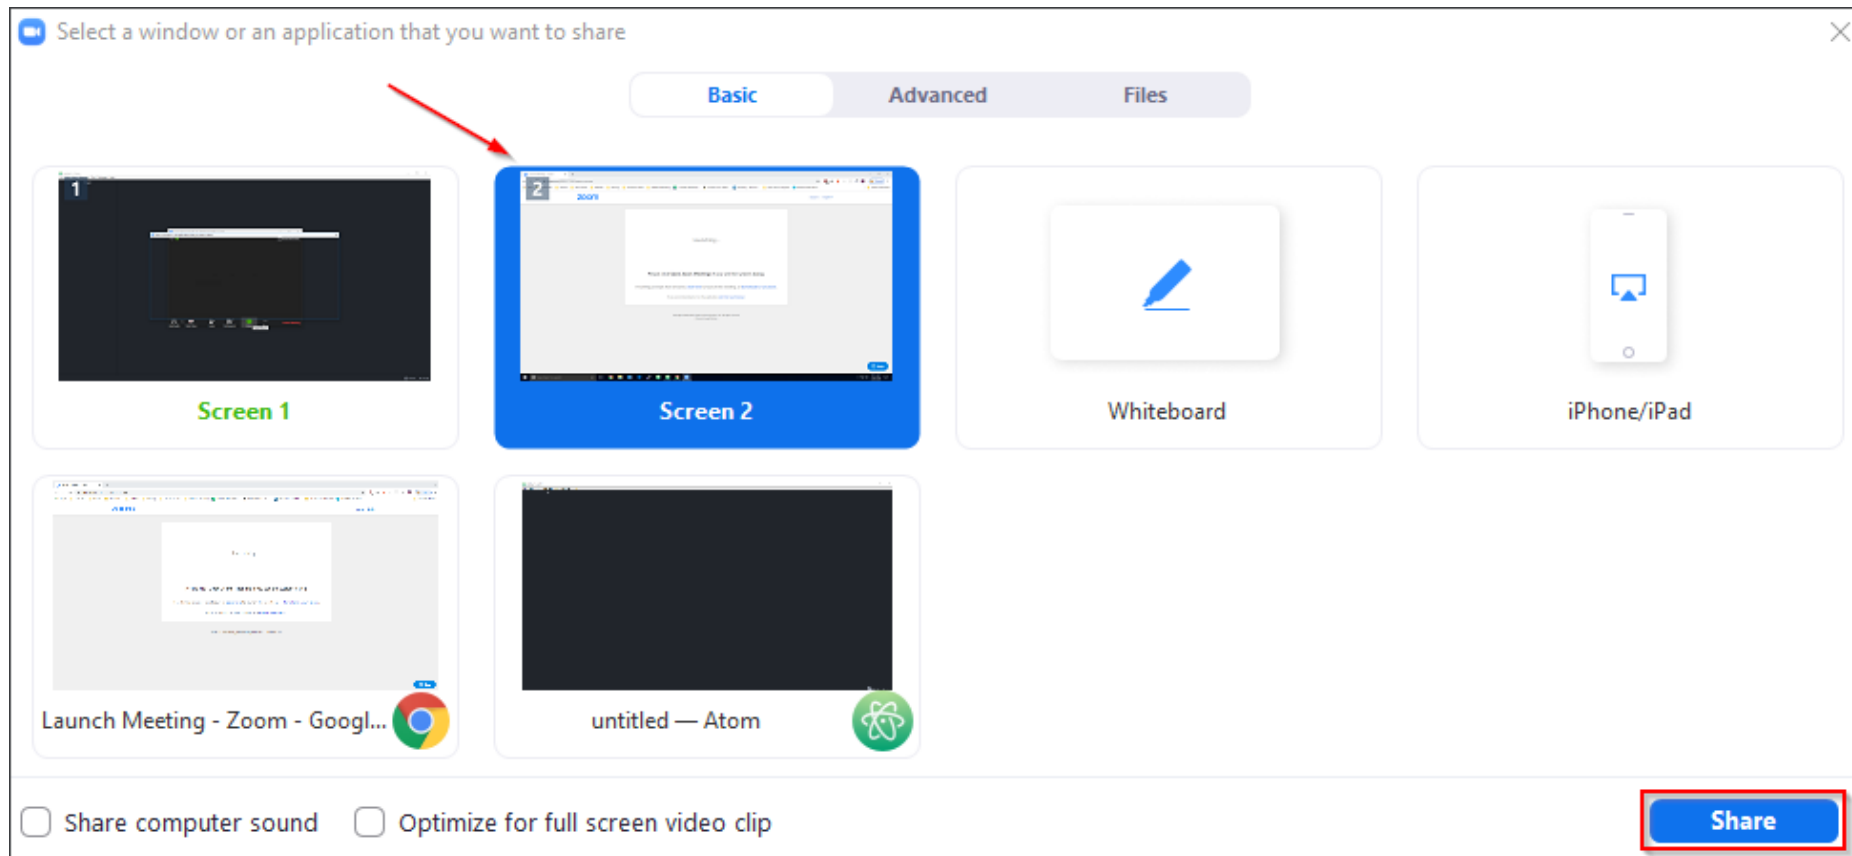 Select a window or an application that you want to share
Basic
Advanced
Files
1
2
zoom
Screen 1
Screen 2
Whiteboard
iPhone/iPad
Launch Meeting - Zoom - Googl...
untitled — Atom
Share computer sound
Optimize for full screen video clip
Share